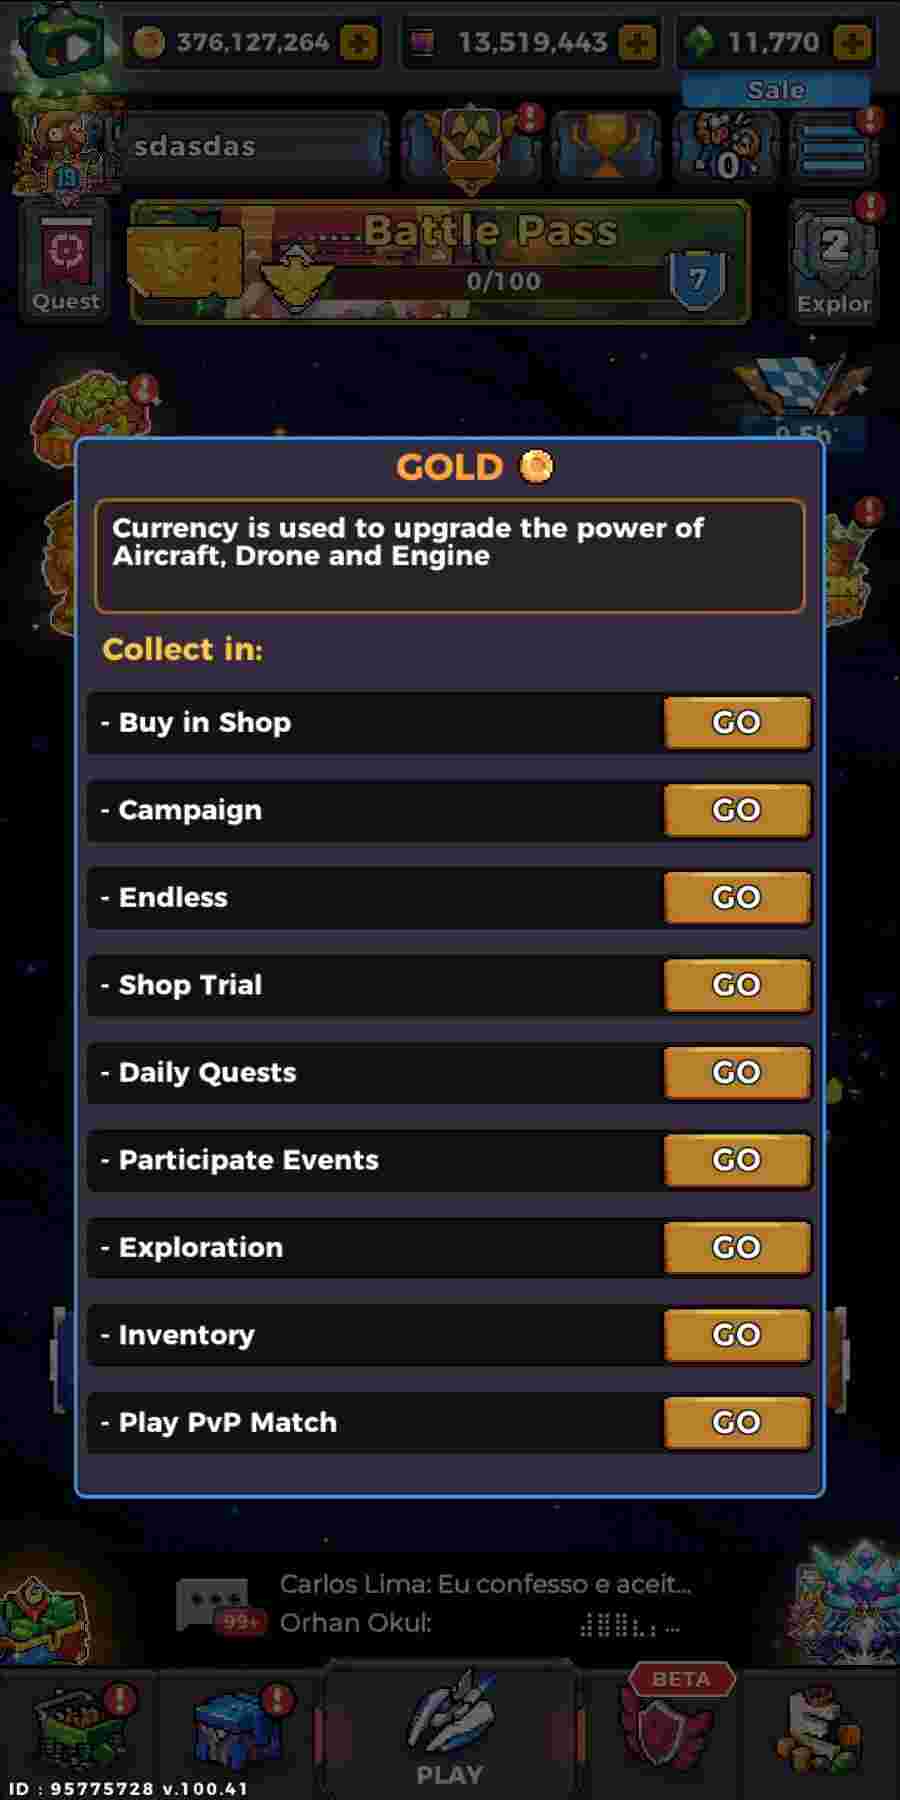 376,127,264
13,519,443
11,770
Sale
sdasdas
19
0
Quest
Battle Pass
0/100
7
2
Explor
9.5h
GOLD
Currency is used to upgrade the power of
Aircraft, Drone and Engine
Collect in:
- Buy in Shop GO
- Campaign GO
- Endless GO
- Shop Trial GO
- Daily Quests GO
- Participate Events GO
- Exploration GO
- Inventory GO
- Play PvP Match GO
Carlos Lima: Eu confesso e aceit...
99+
Orhan Okul:
BETA
PLAY
ID : 95775728 v.100.41